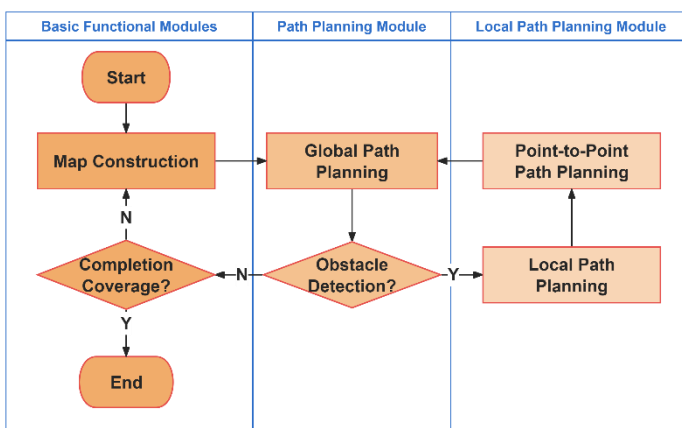 Basic Functional Modules
Path Planning Module
Local Path Planning Module
Start
Map Construction
Global Path
Planning
Point-to-Point
Path Planning
N
Completion
Coverage?
N
Obstacle
Detection?
Y
Local Path
Planning
Y
End